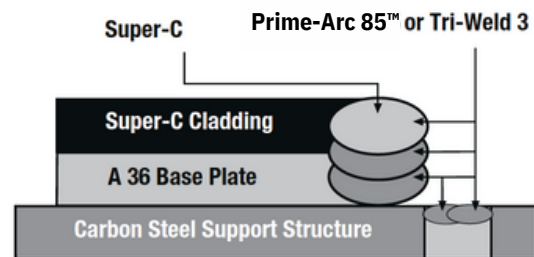 Super-C
Prime-Arc 85™ or Tri-Weld 3
Super-C Cladding
A 36 Base Plate
Carbon Steel Support Structure